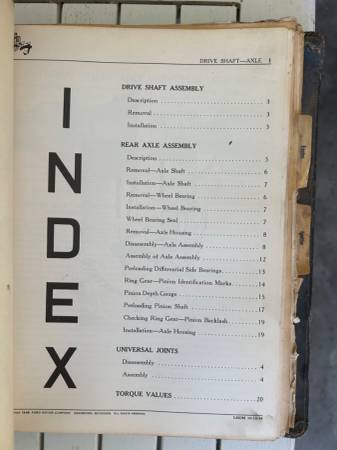 DRIVE SHAFT—AXLE 1
INDEX
DRIVE SHAFT ASSEMBLY
Description 3
Removal 3
Installation 3
REAR AXLE ASSEMBLY
Description 5
Removal—Axle Shaft 6
Installation—Axle Shaft 7
Removal—Wheel Bearing 6
Installation—Wheel Bearing 7
Wheel Bearing Seal 7
Removal—Axle Housing 8
Disassembly—Axle Assembly 8
Assembly of Axle Assembly 12
Preloading Differential Side Bearings 13
Ring Gear—Pinion Identification Marks 14
Pinion Depth Gauge 15
Preloading Pinion Shaft 17
Checking Ring Gear—Pinion Backlash 19
Installation—Axle Housing 19
UNIVERSAL JOINTS
Disassembly 4
Assembly 4
TORQUE VALUES 20